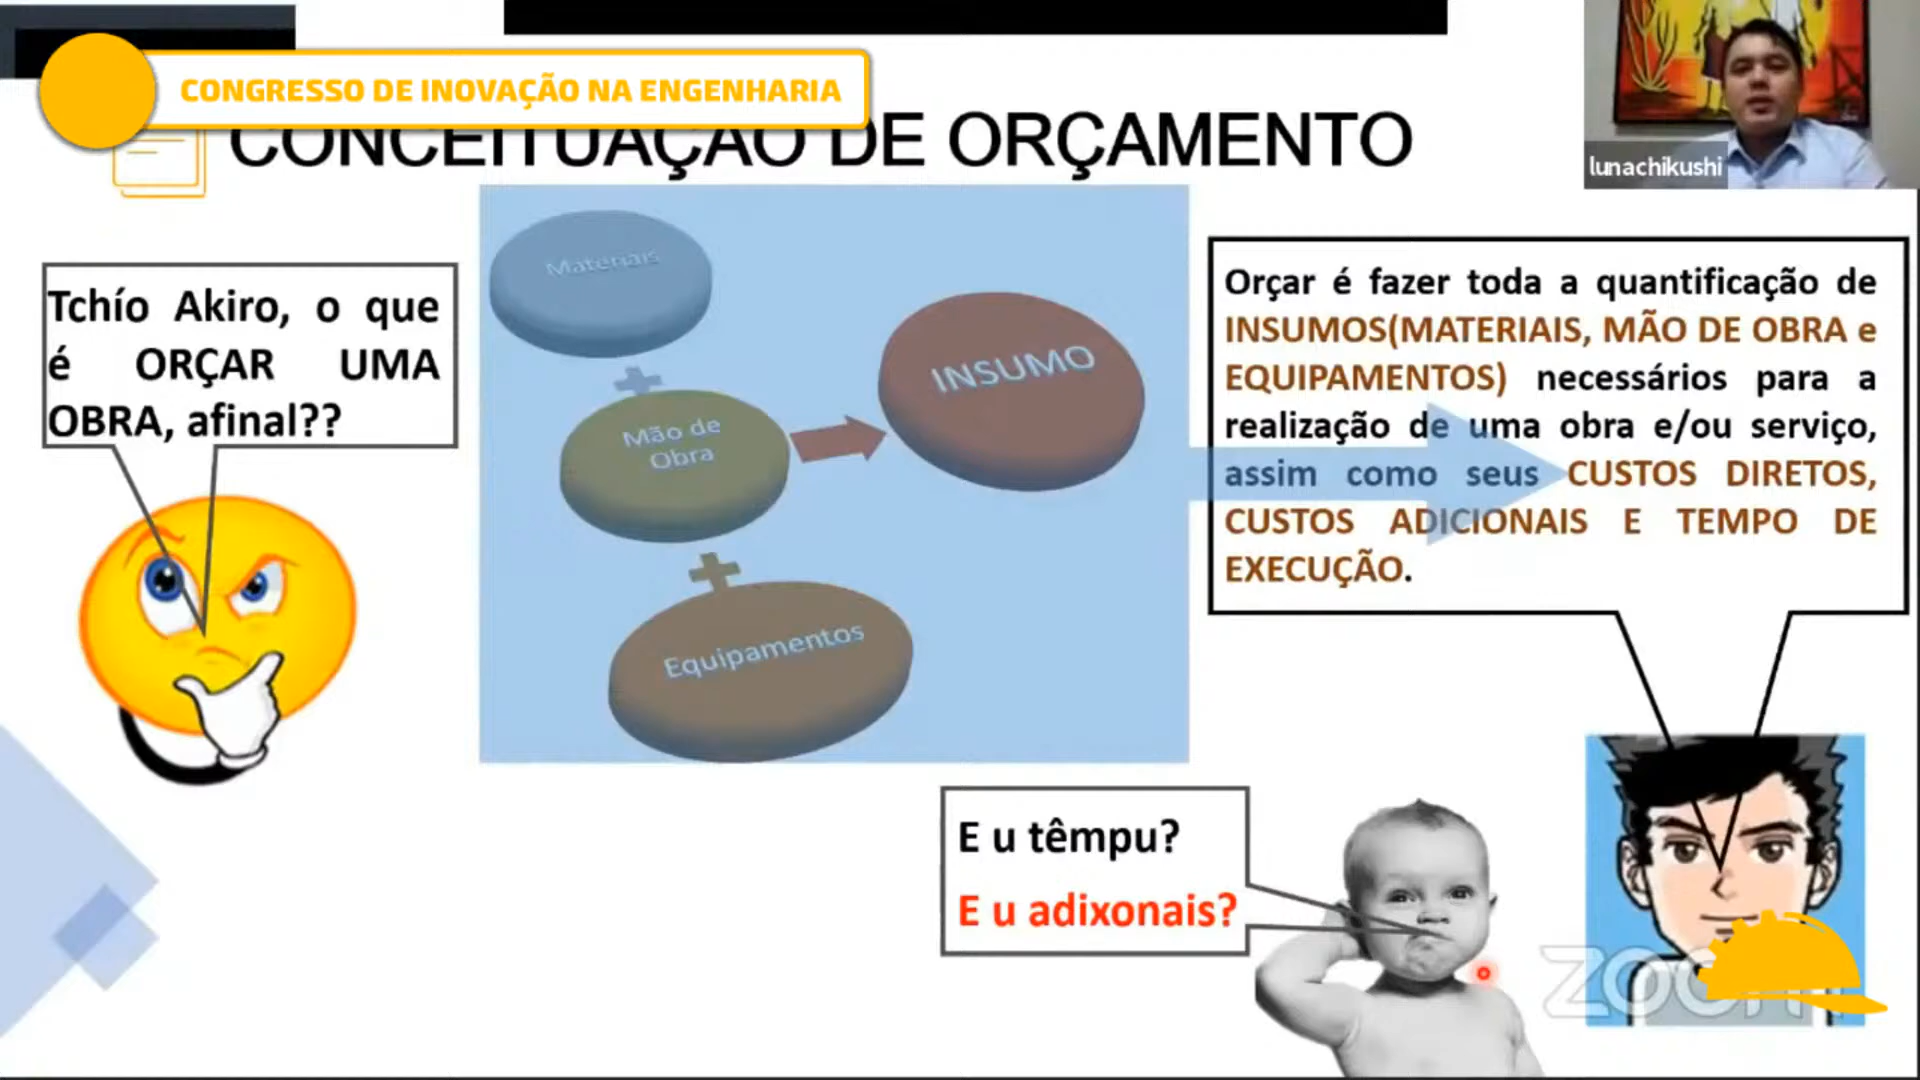 CONGRESSO DE INOVAÇÃO NA ENGENHARIA
CONCEITUAÇÃO DE ORÇAMENTO
lunachikushi
Tchío Akiro, o que
é ORÇAR UMA
OBRA, afinal??
Materiais
Mão de
Obra
Equipamentos
INSUMO
Orçar é fazer toda a quantificação de
INSUMOS(MATERIAIS, MÃO DE OBRA e
EQUIPAMENTOS) necessários para a
realização de uma obra e/ou serviço,
assim como seus CUSTOS DIRETOS,
CUSTOS ADICIONAIS E TEMPO DE
EXECUÇÃO.
E u têmpu?
E u adixonais?
zoom